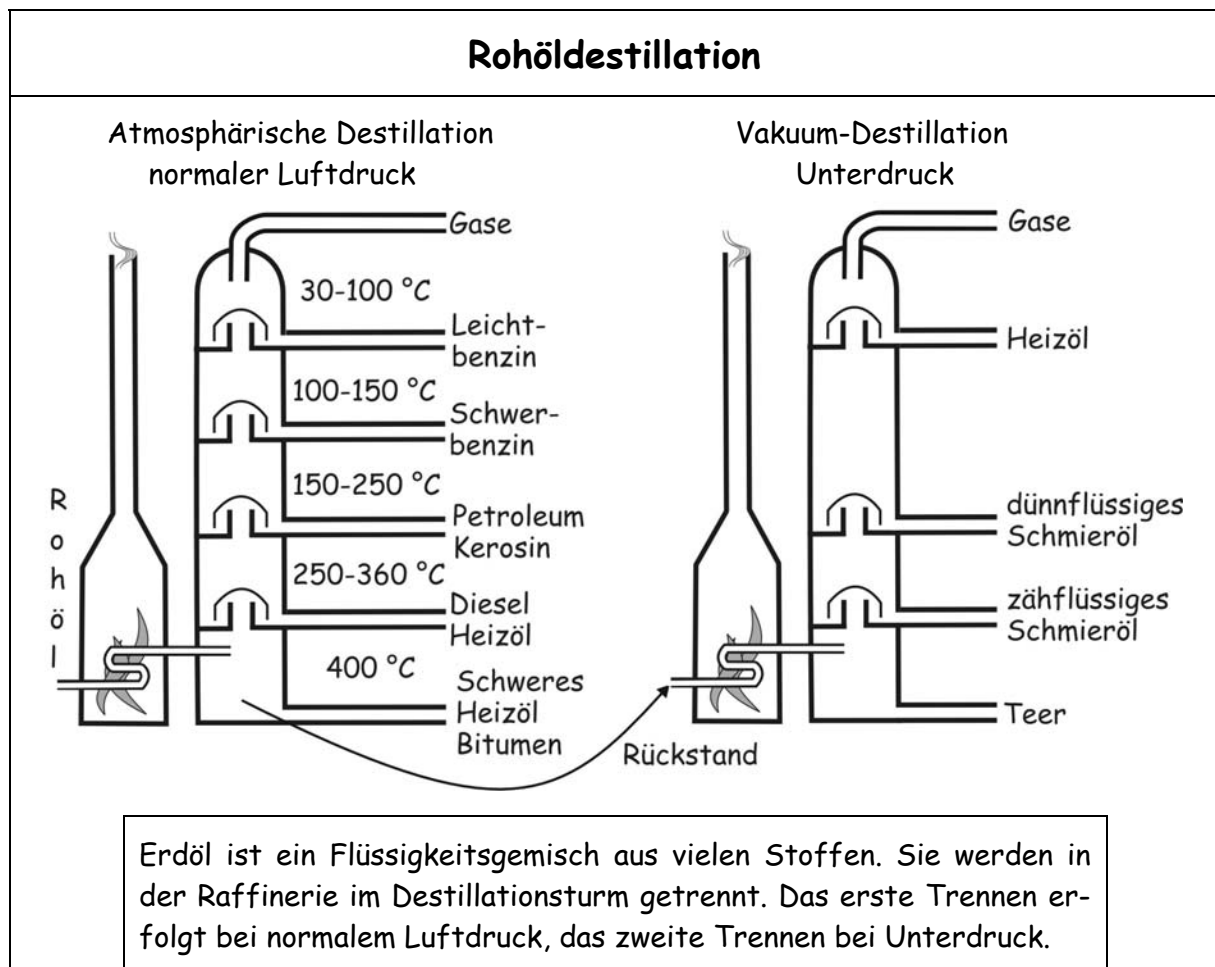 Rohöldestillation
Atmosphärische Destillation
normaler Luftdruck
Gase
30-100 °C
Leicht-
benzin
100-150 °C
Schwer-
benzin
150-250 °C
Petroleum
Kerosin
250-360 °C
Diesel
Heizöl
400 °C
Schweres
Heizöl
Bitumen
Rohöl
Vakuum-Destillation
Unterdruck
Gase
Heizöl
dünnflüssiges
Schmieröl
zähflüssiges
Schmieröl
Teer
Rückstand
Erdöl ist ein Flüssigkeitsgemisch aus vielen Stoffen. Sie werden in
der Raffinerie im Destillationsturm getrennt. Das erste Trennen er-
folgt bei normalem Luftdruck, das zweite Trennen bei Unterdruck.